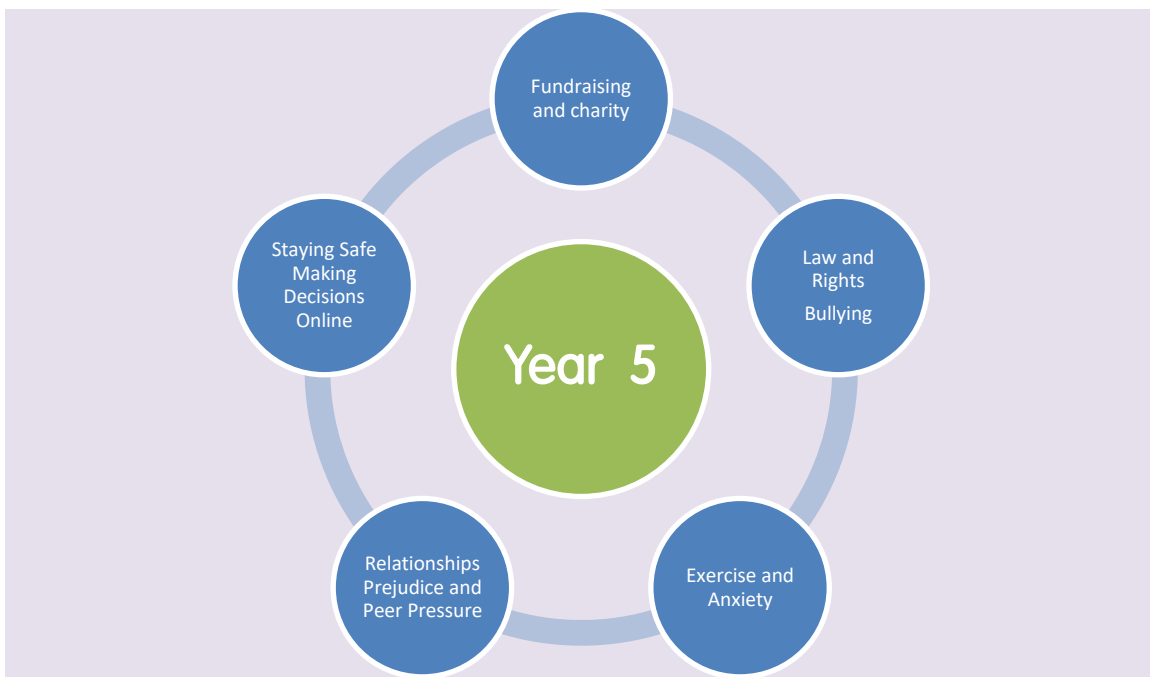 Fundraising
and charity
Law and
Rights
Bullying
Exercise and
Anxiety
Relationships
Prejudice and
Peer Pressure
Staying Safe
Making
Decisions
Online
Year 5